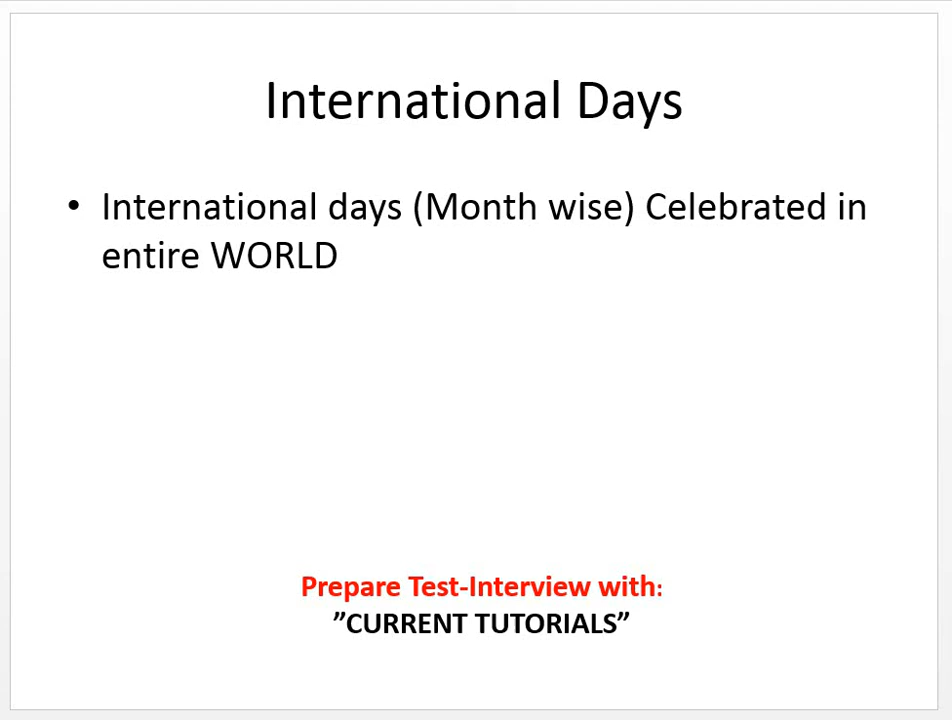 International Days
• International days (Month wise) Celebrated in
entire WORLD
Prepare Test-Interview with:
”CURRENT TUTORIALS”